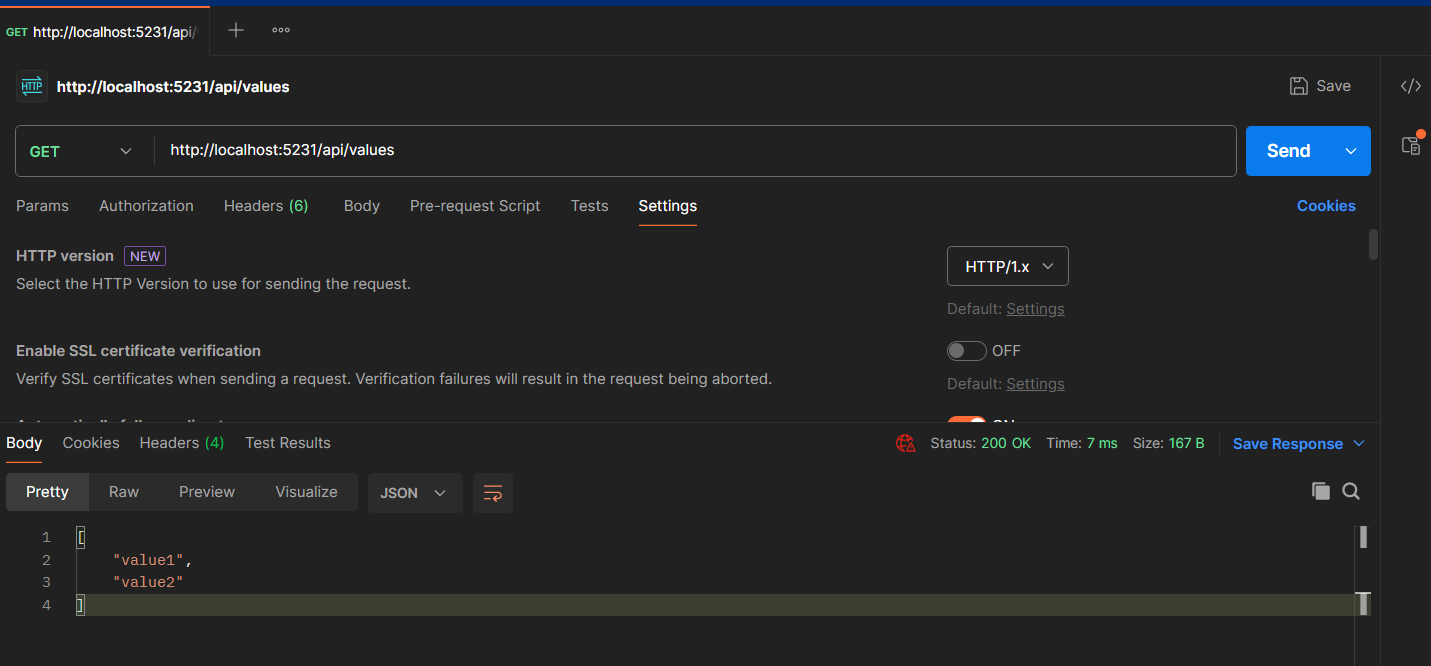 GET http://localhost:5231/api/
HTTP http://localhost:5231/api/values
Save
GET http://localhost:5231/api/values
Send
Params Authorization Headers (6) Body Pre-request Script Tests Settings Cookies
HTTP version NEW
Select the HTTP Version to use for sending the request.
HTTP/1.x
Default: Settings
Enable SSL certificate verification
OFF
Verify SSL certificates when sending a request. Verification failures will result in the request being aborted.
Default: Settings
Body Cookies Headers (4) Test Results
Status: 200 OK Time: 7 ms Size: 167 B Save Response
Pretty Raw Preview Visualize JSON
1 [
2 "value1",
3 "value2"
4 ]